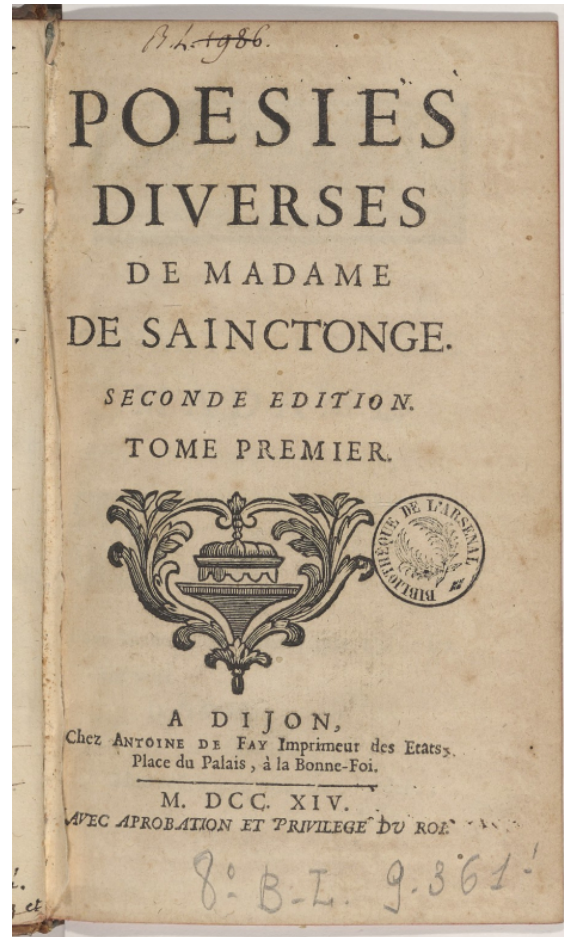 B.L. 1986.
POESIES
DIVERSES
DE MADAME
DE SAINCTONGE.
SECONDE EDITION.
TOME PREMIER.
BIBLIOTHÈQUE DE L'ARSENAL
A DIJON,
Chez ANTOINE DE FAY Imprimeur des Etats,
Place du Palais, à la Bonne-Foi.
M. DCC. XIV.
AVEC APROBATION ET PRIVILEGE DU ROI.
8.° B-L. 9.361.
et